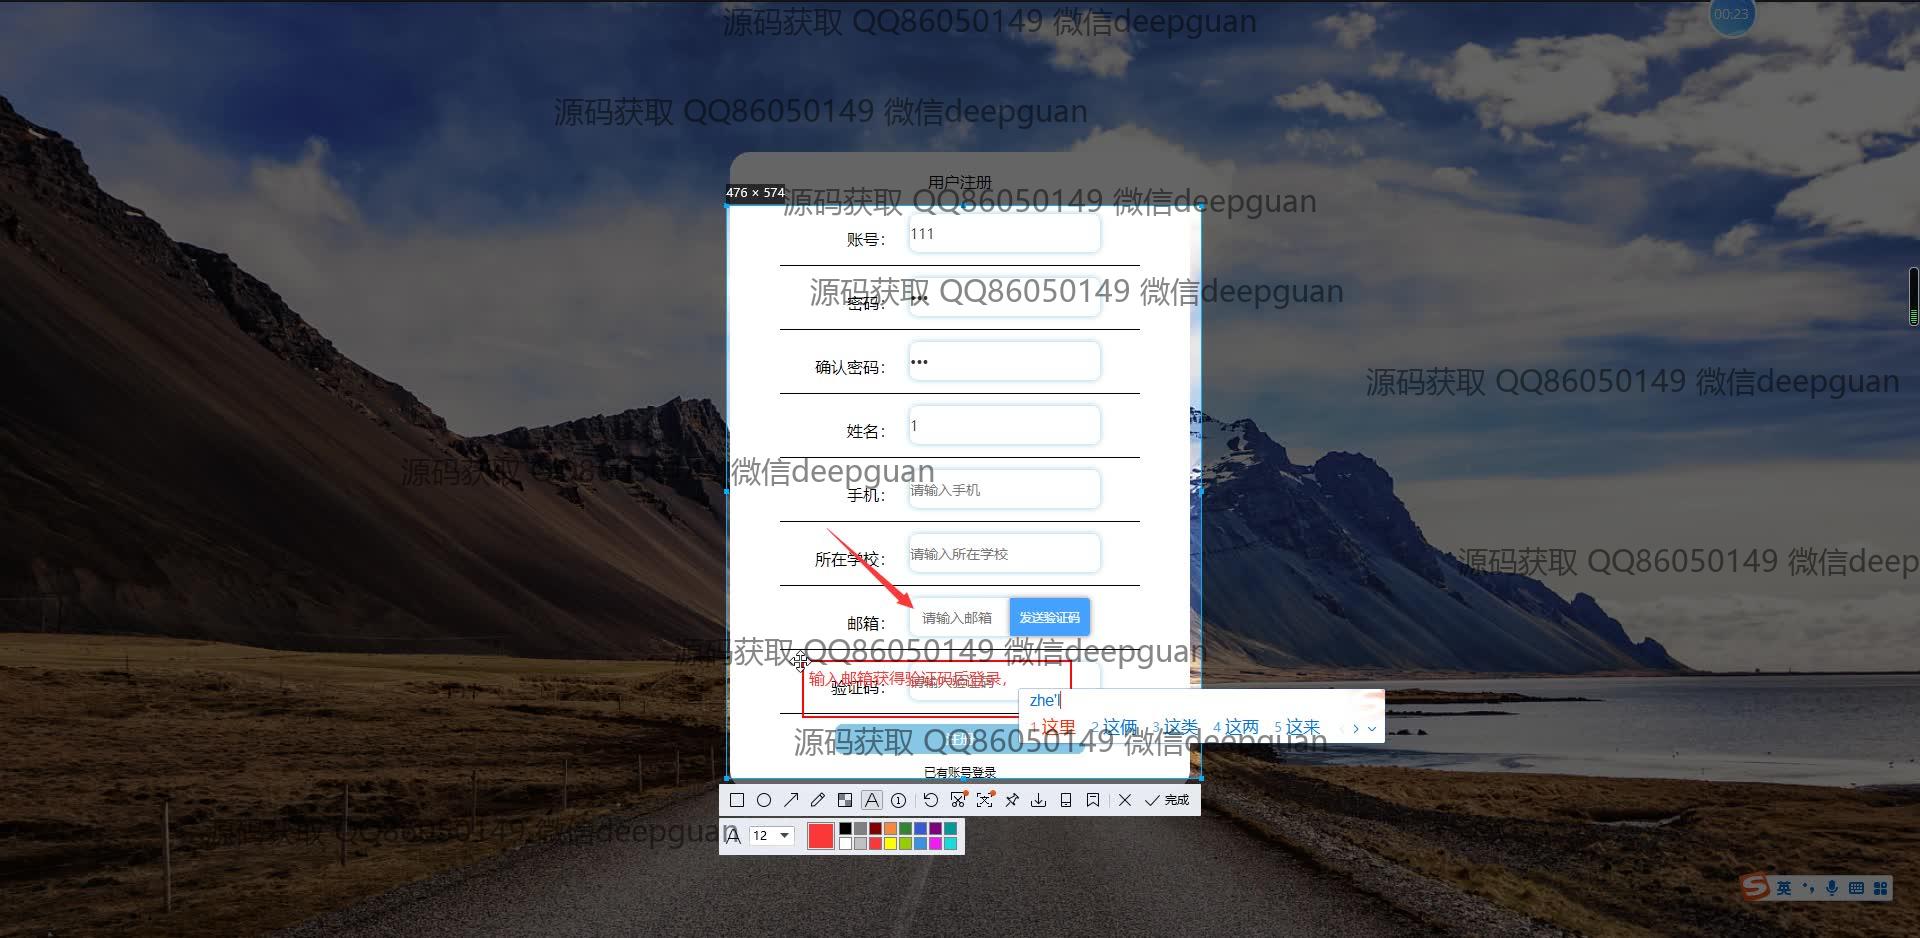 源码获取 QQ86050149 微信deepguan
00:23
源码获取 QQ86050149 微信deepguan
用户注册
476 × 574
源码获取 QQ86050149 微信deepguan
账号： 111
源码获取 QQ86050149 微信deepguan
密码： •••
确认密码： •••
源码获取 QQ86050149 微信deepguan
姓名： 1
源码获取 QQ86050149 微信deepguan
手机： 请输入手机
所在学校： 请输入所在学校
源码获取 QQ86050149 微信deep
邮箱： 请输入邮箱 发送验证码
源码获取 QQ86050149 微信deepguan
输入邮箱获得验证码后登录，
验证码： 请输入验证码
zhe'l
1 这里 2 这俩 3 这类 4 这两 5 这来
注册
源码获取 QQ86050149 微信deepguan
已有账号登录
完成
源码获取 QQ86050149 微信deepguan
A 12
英